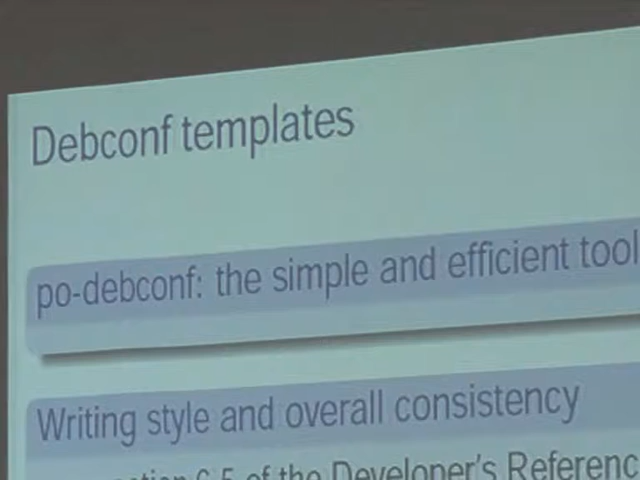 Debconf templates
po-debconf: the simple and efficient tool
Writing style and overall consistency
6.5 of the Developer's Referenc